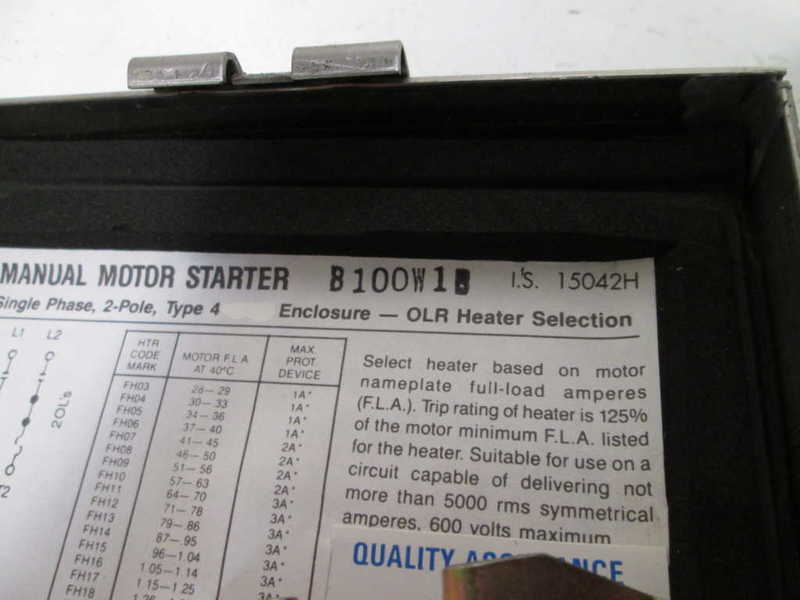 MANUAL MOTOR STARTER B100W1B I.S. 15042H
Single Phase, 2-Pole, Type 4 Enclosure — OLR Heater Selection
L1 L2
2OL's
HTR CODE MARK MOTOR F.L.A AT 40°C MAX. PROT. DEVICE
FH03 28—29 1A*
FH04 30—33 1A*
FH05 34—36 1A*
FH06 37—40 1A*
FH07 41—45 2A*
FH08 46—50 2A*
FH09 51—56 2A*
FH10 57—63 2A*
FH11 64—70 3A*
FH12 71—78 3A*
FH13 79—.86 3A*
FH14 87—.95 3A*
FH15 96—1.04 3A*
FH16 1.05—1.14 3A*
FH17 1.15—1.25
FH18
Select heater based on motor
nameplate full-load amperes
(F.L.A.). Trip rating of heater is 125%
of the motor minimum F.L.A. listed
for the heater. Suitable for use on a
circuit capable of delivering not
more than 5000 rms symmetrical
amperes, 600 volts maximum
QUALITY ASSURANCE